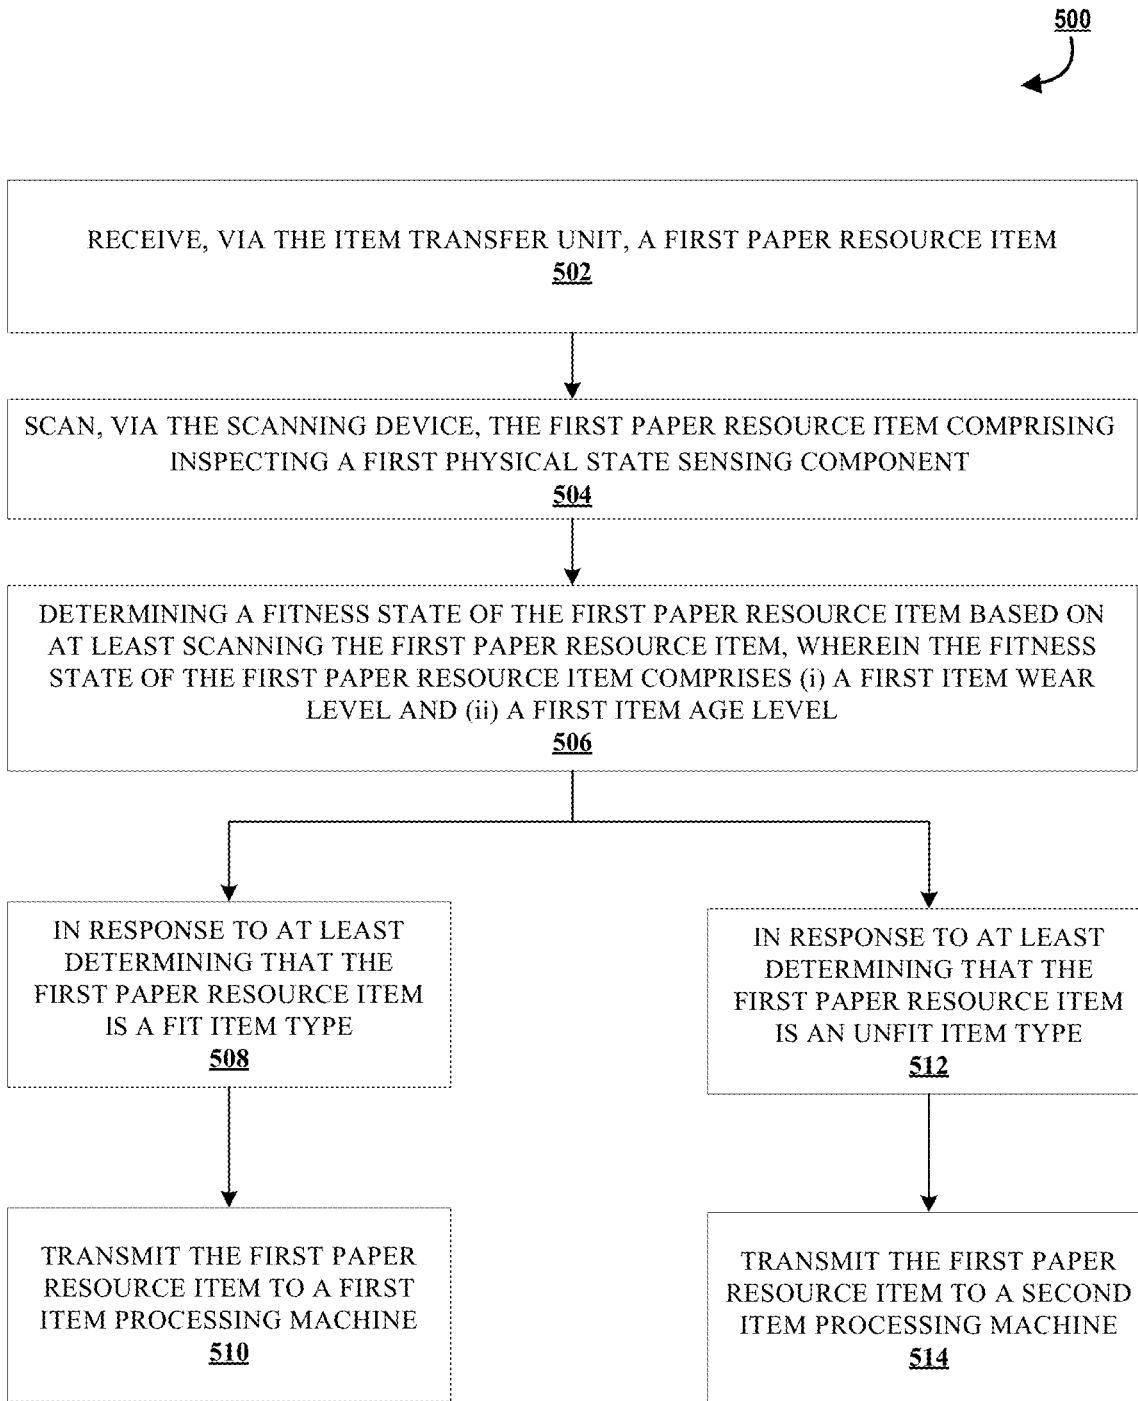 500
RECEIVE, VIA THE ITEM TRANSFER UNIT, A FIRST PAPER RESOURCE ITEM
502
SCAN, VIA THE SCANNING DEVICE, THE FIRST PAPER RESOURCE ITEM COMPRISING
INSPECTING A FIRST PHYSICAL STATE SENSING COMPONENT
504
DETERMINING A FITNESS STATE OF THE FIRST PAPER RESOURCE ITEM BASED ON
AT LEAST SCANNING THE FIRST PAPER RESOURCE ITEM, WHEREIN THE FITNESS
STATE OF THE FIRST PAPER RESOURCE ITEM COMPRISES (i) A FIRST ITEM WEAR
LEVEL AND (ii) A FIRST ITEM AGE LEVEL
506
IN RESPONSE TO AT LEAST
DETERMINING THAT THE
FIRST PAPER RESOURCE ITEM
IS A FIT ITEM TYPE
508
IN RESPONSE TO AT LEAST
DETERMINING THAT THE
FIRST PAPER RESOURCE ITEM
IS AN UNFIT ITEM TYPE
512
TRANSMIT THE FIRST PAPER
RESOURCE ITEM TO A FIRST
ITEM PROCESSING MACHINE
510
TRANSMIT THE FIRST PAPER
RESOURCE ITEM TO A SECOND
ITEM PROCESSING MACHINE
514